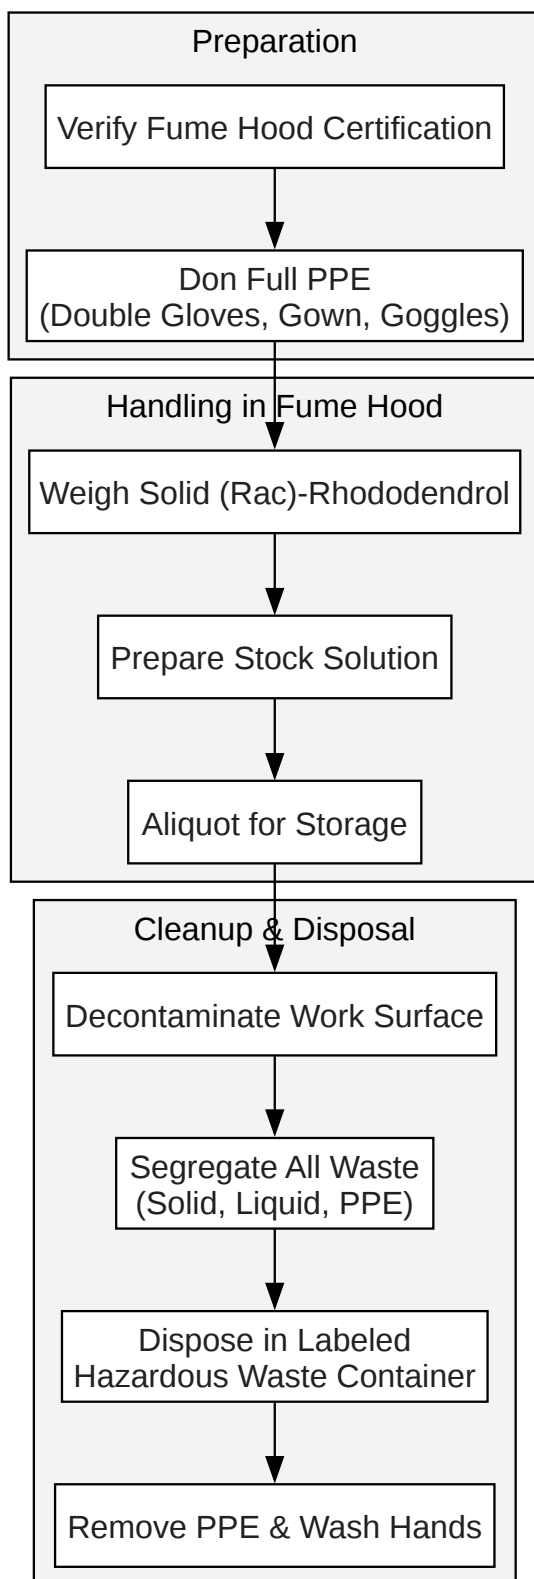 Preparation
Verify Fume Hood Certification
Don Full PPE
(Double Gloves, Gown, Goggles)
Handling in Fume Hood
Weigh Solid (Rac)-Rhododendrol
Prepare Stock Solution
Aliquot for Storage
Cleanup & Disposal
Decontaminate Work Surface
Segregate All Waste
(Solid, Liquid, PPE)
Dispose in Labeled
Hazardous Waste Container
Remove PPE & Wash Hands